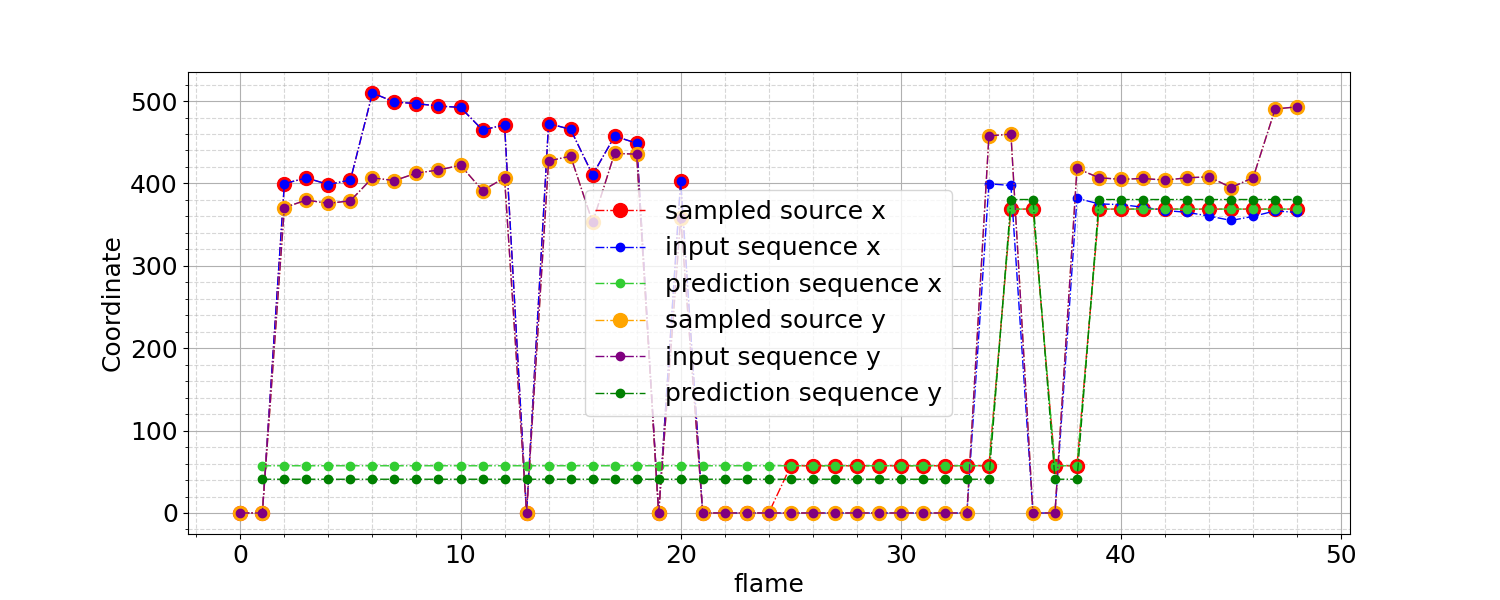 500
400
300
200
100
0
Coordinate
sampled source x
input sequence x
prediction sequence x
sampled source y
input sequence y
prediction sequence y
0 10 20 30 40 50
flame